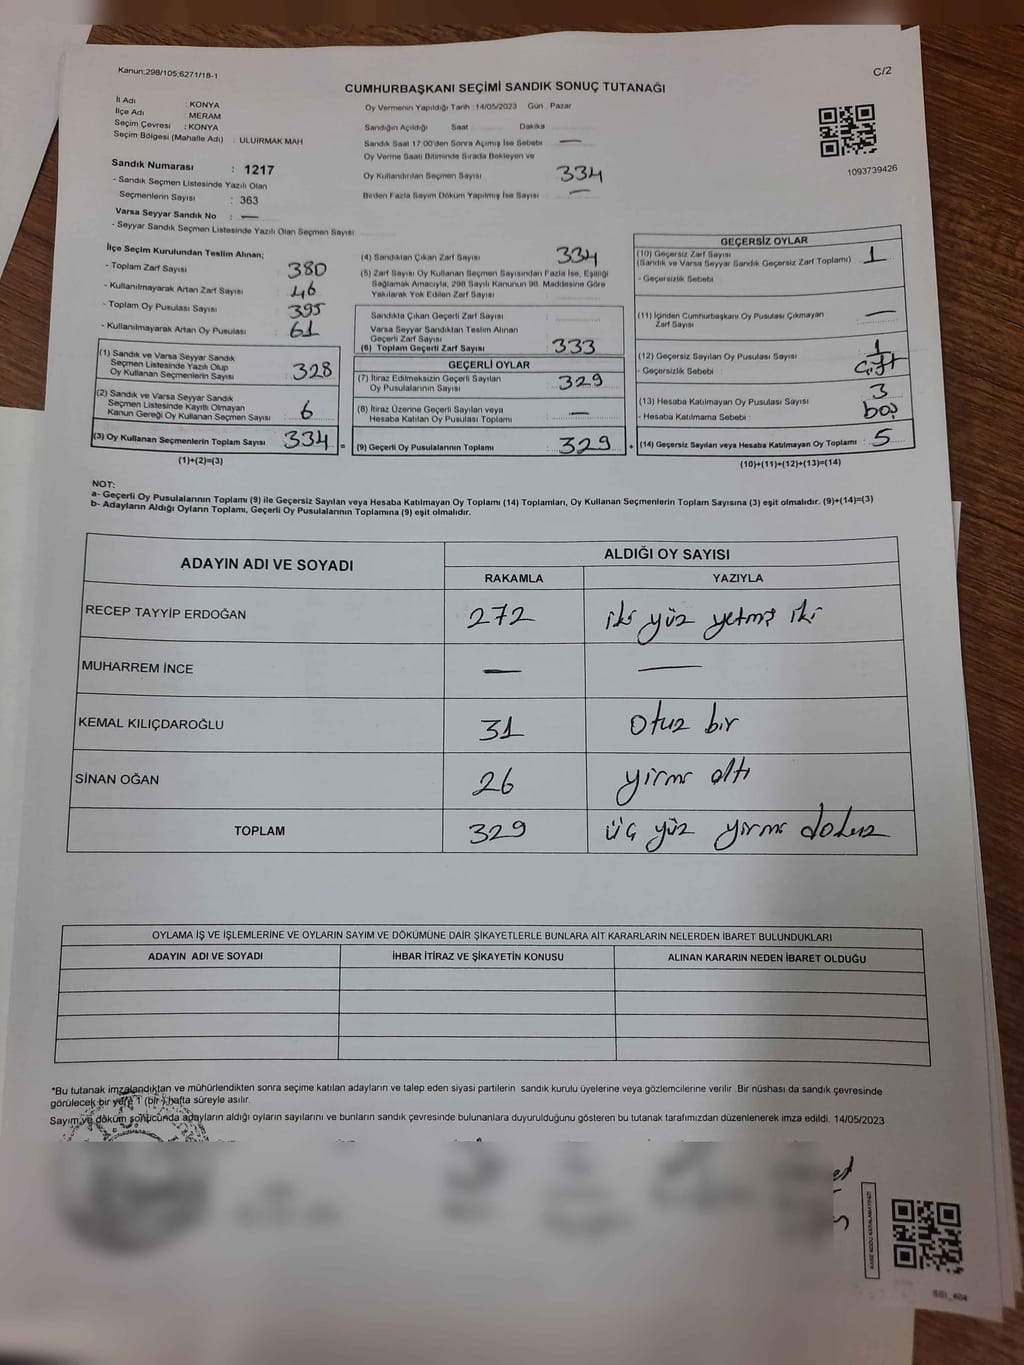 Kanun;298/105;6271/18-1
C/2
CUMHURBAŞKANI SEÇİMİ SANDIK SONUÇ TUTANAĞI
İl Adı : KONYA
İlçe Adı : MERAM
Seçim Çevresi : KONYA
Seçim Bölgesi (Mahalle Adı) : ULUIRMAK MAH
Sandık Numarası : 1217
- Sandık Seçmen Listesinde Yazılı Olan
Seçmenlerin Sayısı : 363
Varsa Seyyar Sandık No : —
- Seyyar Sandık Seçmen Listesinde Yazılı Olan Seçmen Sayısı
Oy Vermenin Yapıldığı Tarih : 14/05/2023 Gün : Pazar
Sandığın Açıldığı Saat Dakika
Sandık Saat 17:00'den Sonra Açımış İse Sebebi —
Oy Verme Saati Bitiminde Sırada Bekleyen ve
Oy Kullandırılan Seçmen Sayısı 334
Birden Fazla Sayım Döküm Yapılmış İse Sayısı —
1093739426
İlçe Seçim Kurulundan Teslim Alınan;
- Toplam Zarf Sayısı 380
- Kullanılmayarak Artan Zarf Sayısı 46
- Toplam Oy Pusulası Sayısı 395
- Kullanılmayarak Artan Oy Pusulası 61
(1) Sandık ve Varsa Seyyar Sandık
Seçmen Listesinde Yazılı Olup
Oy Kullanan Seçmenlerin Sayısı 328
(2) Sandık ve Varsa Seyyar Sandık
Seçmen Listesinde Kayıtlı Olmayan
Kanun Gereği Oy Kullanan Seçmen Sayısı 6
(3) Oy Kullanan Seçmenlerin Toplam Sayısı 334 =
(1)+(2)=(3)
(4) Sandıktan Çıkan Zarf Sayısı 334
(5) Zarf Sayısı Oy Kullanan Seçmen Sayısından Fazla İse, Eşitliği
Sağlamak Amacıyla, 298 Sayılı Kanunun 98. Maddesine Göre
Yakılarak Yok Edilen Zarf Sayısı
Sandıkta Çıkan Geçerli Zarf Sayısı
Varsa Seyyar Sandıktan Teslim Alınan
Geçerli Zarf Sayısı
(6) Toplam Geçerli Zarf Sayısı 333
GEÇERLİ OYLAR
(7) İtiraz Edilmeksizin Geçerli Sayılan
Oy Pusulalarının Sayısı 329
(8) İtiraz Üzerine Geçerli Sayılan veya
Hesaba Katılan Oy Pusulası Toplamı —
(9) Geçerli Oy Pusulalarının Toplamı 329 +
GEÇERSİZ OYLAR
(10) Geçersiz Zarf Sayısı
(Sandık ve Varsa Seyyar Sandık Geçersiz Zarf Toplamı) 1
- Geçersizlik Sebebi :
(11) İçinden Cumhurbaşkanı Oy Pusulası Çıkmayan
Zarf Sayısı —
(12) Geçersiz Sayılan Oy Pusulası Sayısı 1
- Geçersizlik Sebebi : Çift
(13) Hesaba Katılmayan Oy Pusulası Sayısı 3
- Hesaba Katılmama Sebebi : boş
(14) Geçersiz Sayılan veya Hesaba Katılmayan Oy Toplamı : 5
(10)+(11)+(12)+(13)=(14)
NOT:
a- Geçerli Oy Pusulalarının Toplamı (9) ile Geçersiz Sayılan veya Hesaba Katılmayan Oy Toplamı (14) Toplamları, Oy Kullanan Seçmenlerin Toplam Sayısına (3) eşit olmalıdır. (9)+(14)=(3)
b- Adayların Aldığı Oyların Toplamı, Geçerli Oy Pusulalarının Toplamına (9) eşit olmalıdır.
ADAYIN ADI VE SOYADI
ALDIĞI OY SAYISI
RAKAMLA YAZIYLA
RECEP TAYYİP ERDOĞAN 272 iki yüz yetmiş iki
MUHARREM İNCE — —
KEMAL KILIÇDAROĞLU 31 Otuz bir
SİNAN OĞAN 26 yirmi altı
TOPLAM 329 üç yüz yirmi dokuz
OYLAMA İŞ VE İŞLEMLERİNE VE OYLARIN SAYIM VE DÖKÜMÜNE DAİR ŞİKAYETLERLE BUNLARA AİT KARARLARIN NELERDEN İBARET BULUNDUKLARI
ADAYIN ADI VE SOYADI İHBAR İTİRAZ VE ŞİKAYETİN KONUSU ALINAN KARARIN NEDEN İBARET OLDUĞU
*Bu tutanak imzalandıktan ve mühürlendikten sonra seçime katılan adayların ve talep eden siyasi partilerin sandık kurulu üyelerine veya gözlemcilerine verilir. Bir nüshası da sandık çevresinde
görülecek bir yere 1 (bir) hafta süreyle asılır.
Sayım ve döküm sonucunda adayların aldığı oyların sayılarını ve bunların sandık çevresinde bulunanlara duyurulduğunu gösteren bu tutanak tarafımızdan düzenlenerek imza edildi. 14/05/2023